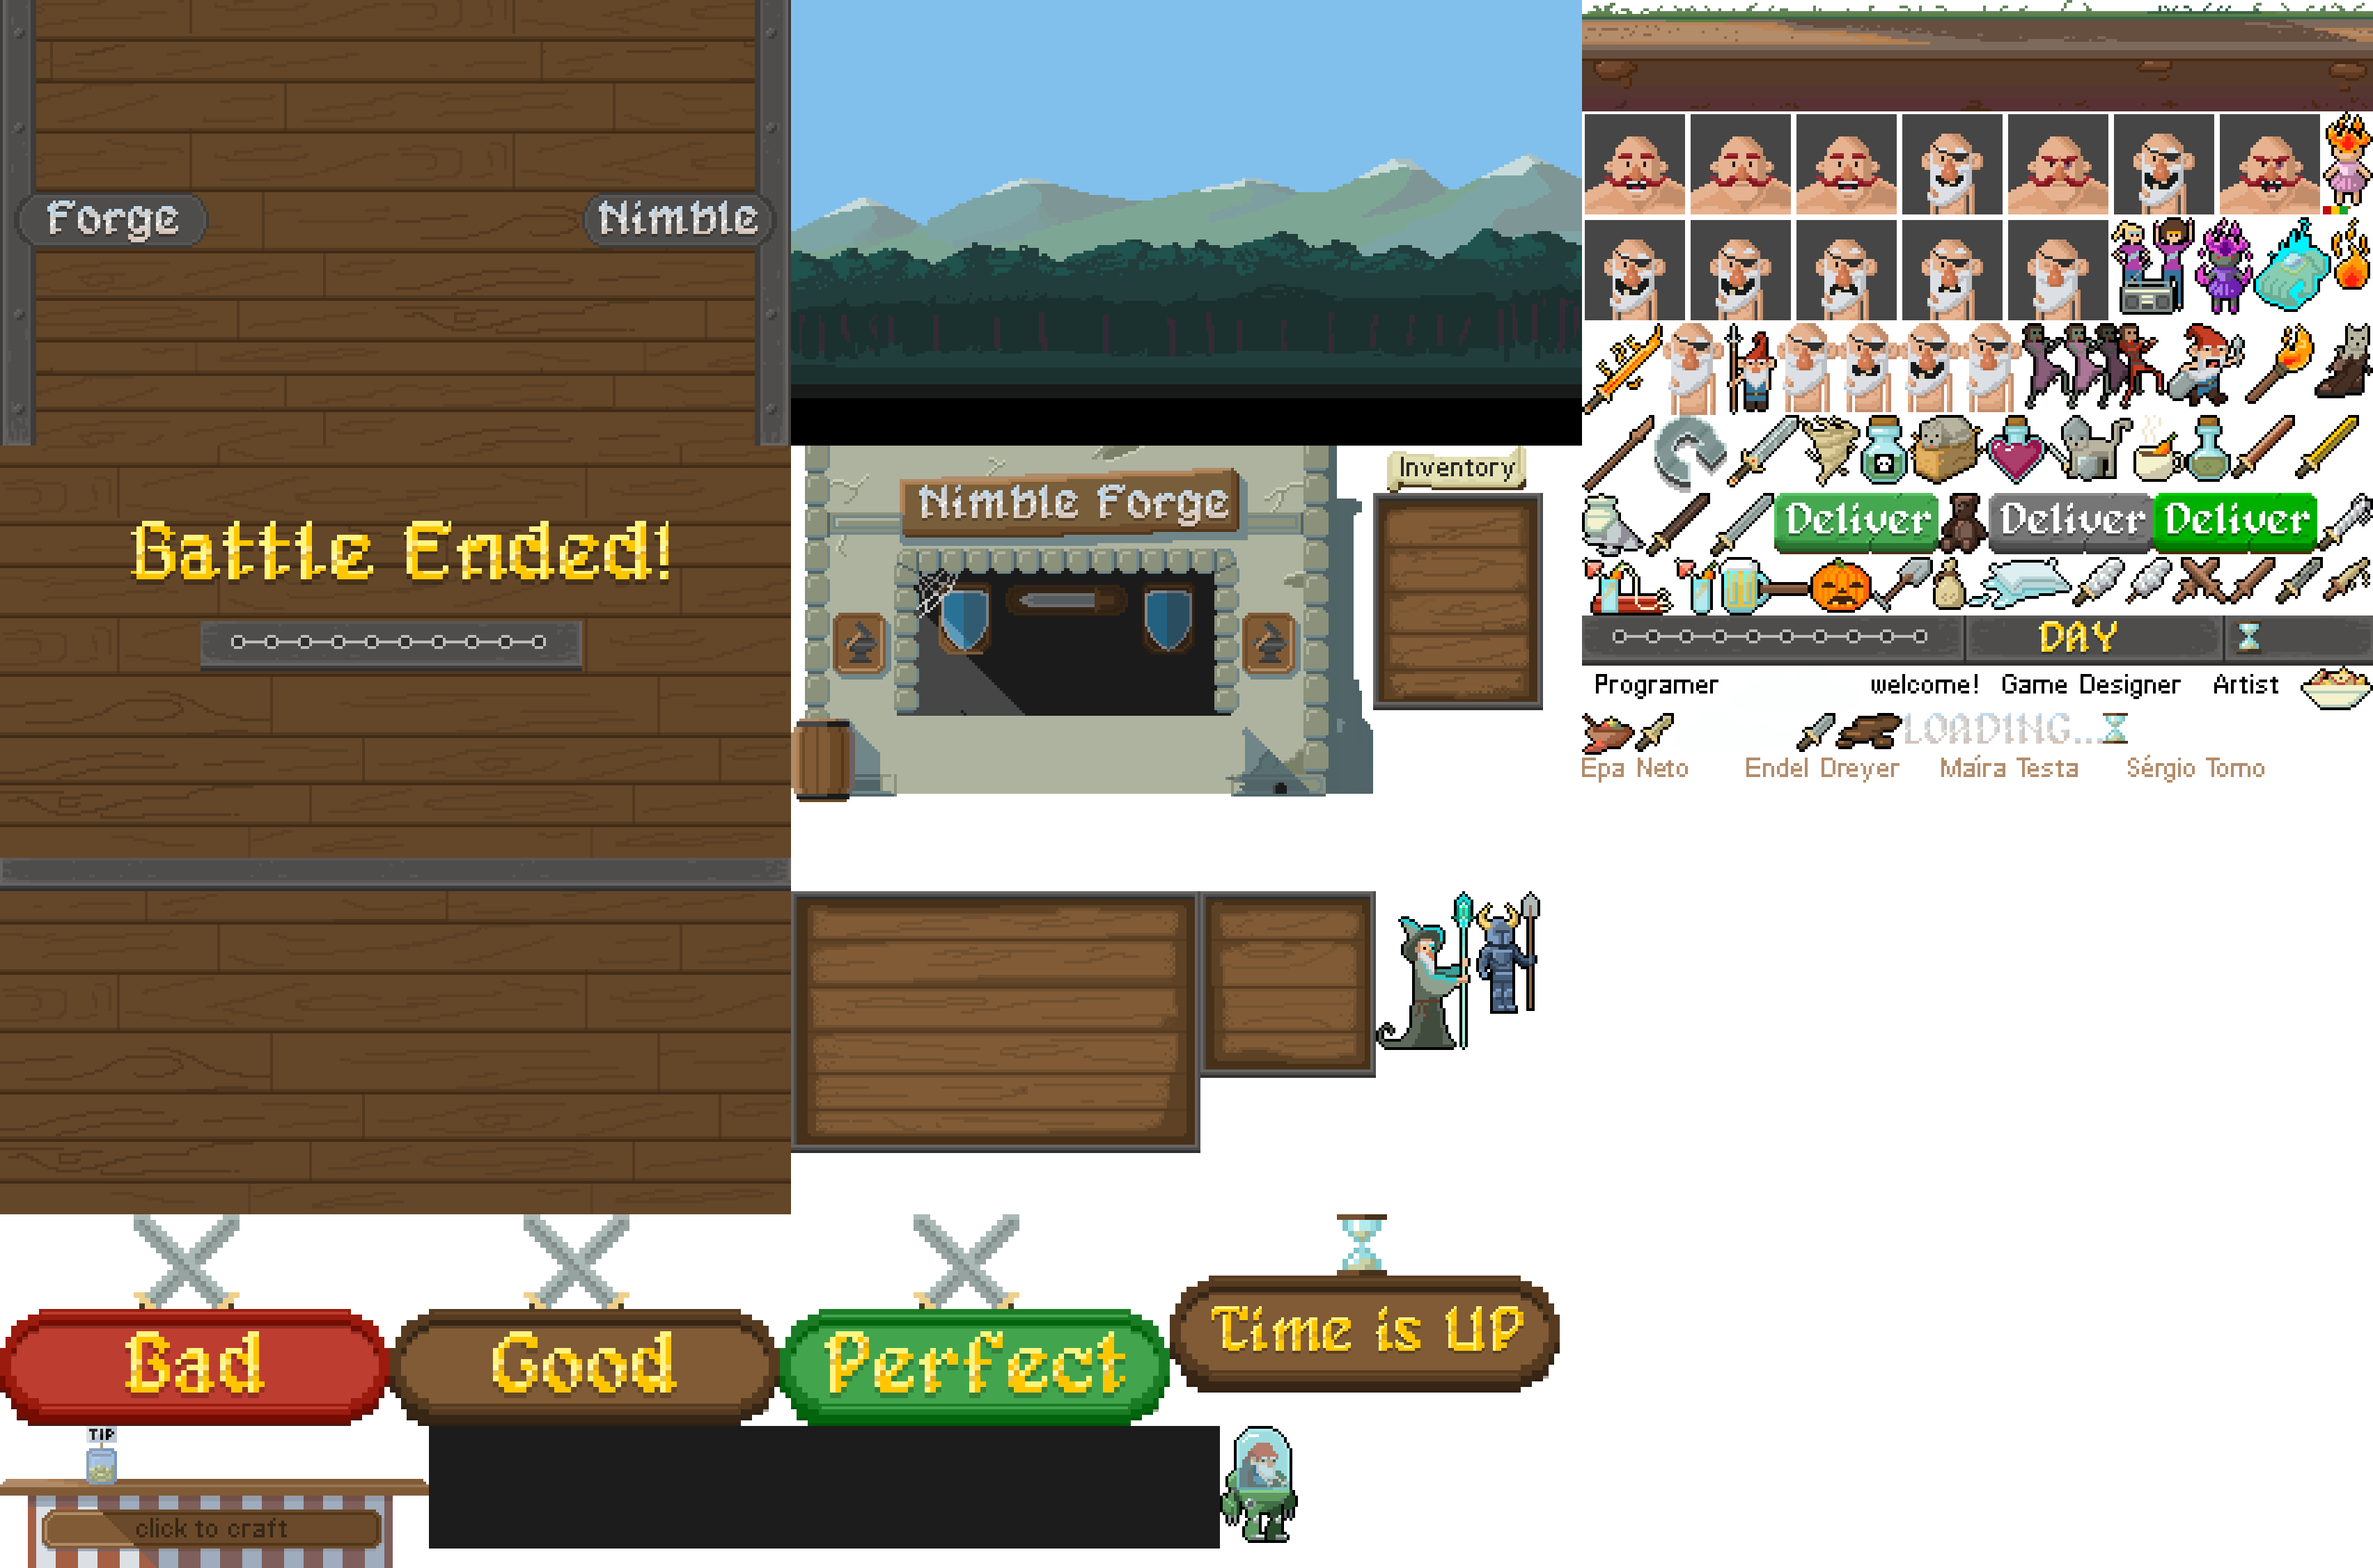 Forge
Nimble
Battle Ended!
Nimble Forge
Inventory
Deliver
Deliver
Deliver
DAY
Programer
welcome!
Game Designer
Artist
LOADING...
Epa Neto
Endel Dreyer
Maíra Testa
Sérgio Tomo
Bad
Good
Perfect
Time is UP
TIP
click to craft